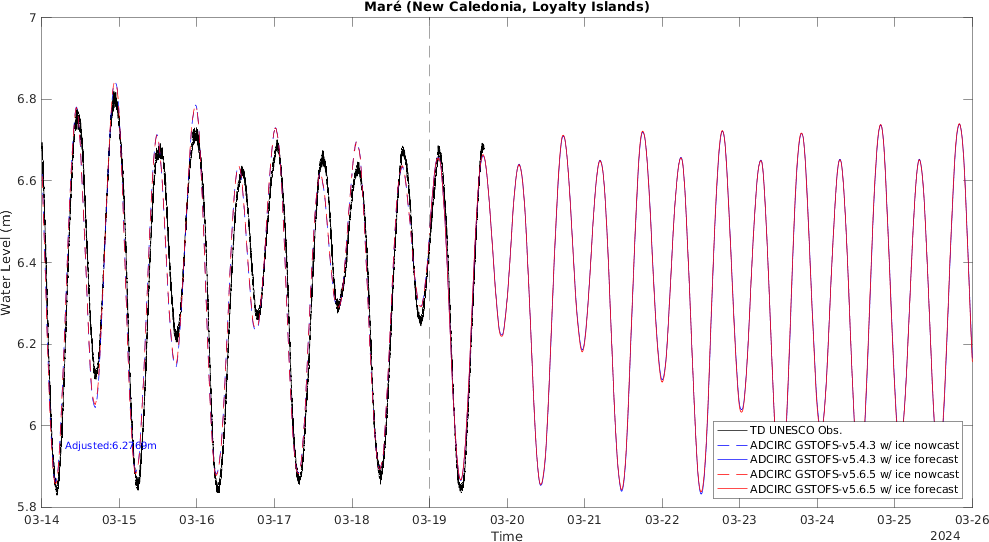 Maré (New Caledonia, Loyalty Islands)
7
6.8
6.6
6.4
6.2
6
5.8
Water Level (m)
Adjusted:6.2769m
TD UNESCO Obs.
ADCIRC GSTOFS-v5.4.3 w/ ice nowcast
ADCIRC GSTOFS-v5.4.3 w/ ice forecast
ADCIRC GSTOFS-v5.6.5 w/ ice nowcast
ADCIRC GSTOFS-v5.6.5 w/ ice forecast
03-14 03-15 03-16 03-17 03-18 03-19 03-20 03-21 03-22 03-23 03-24 03-25 03-26
Time
2024